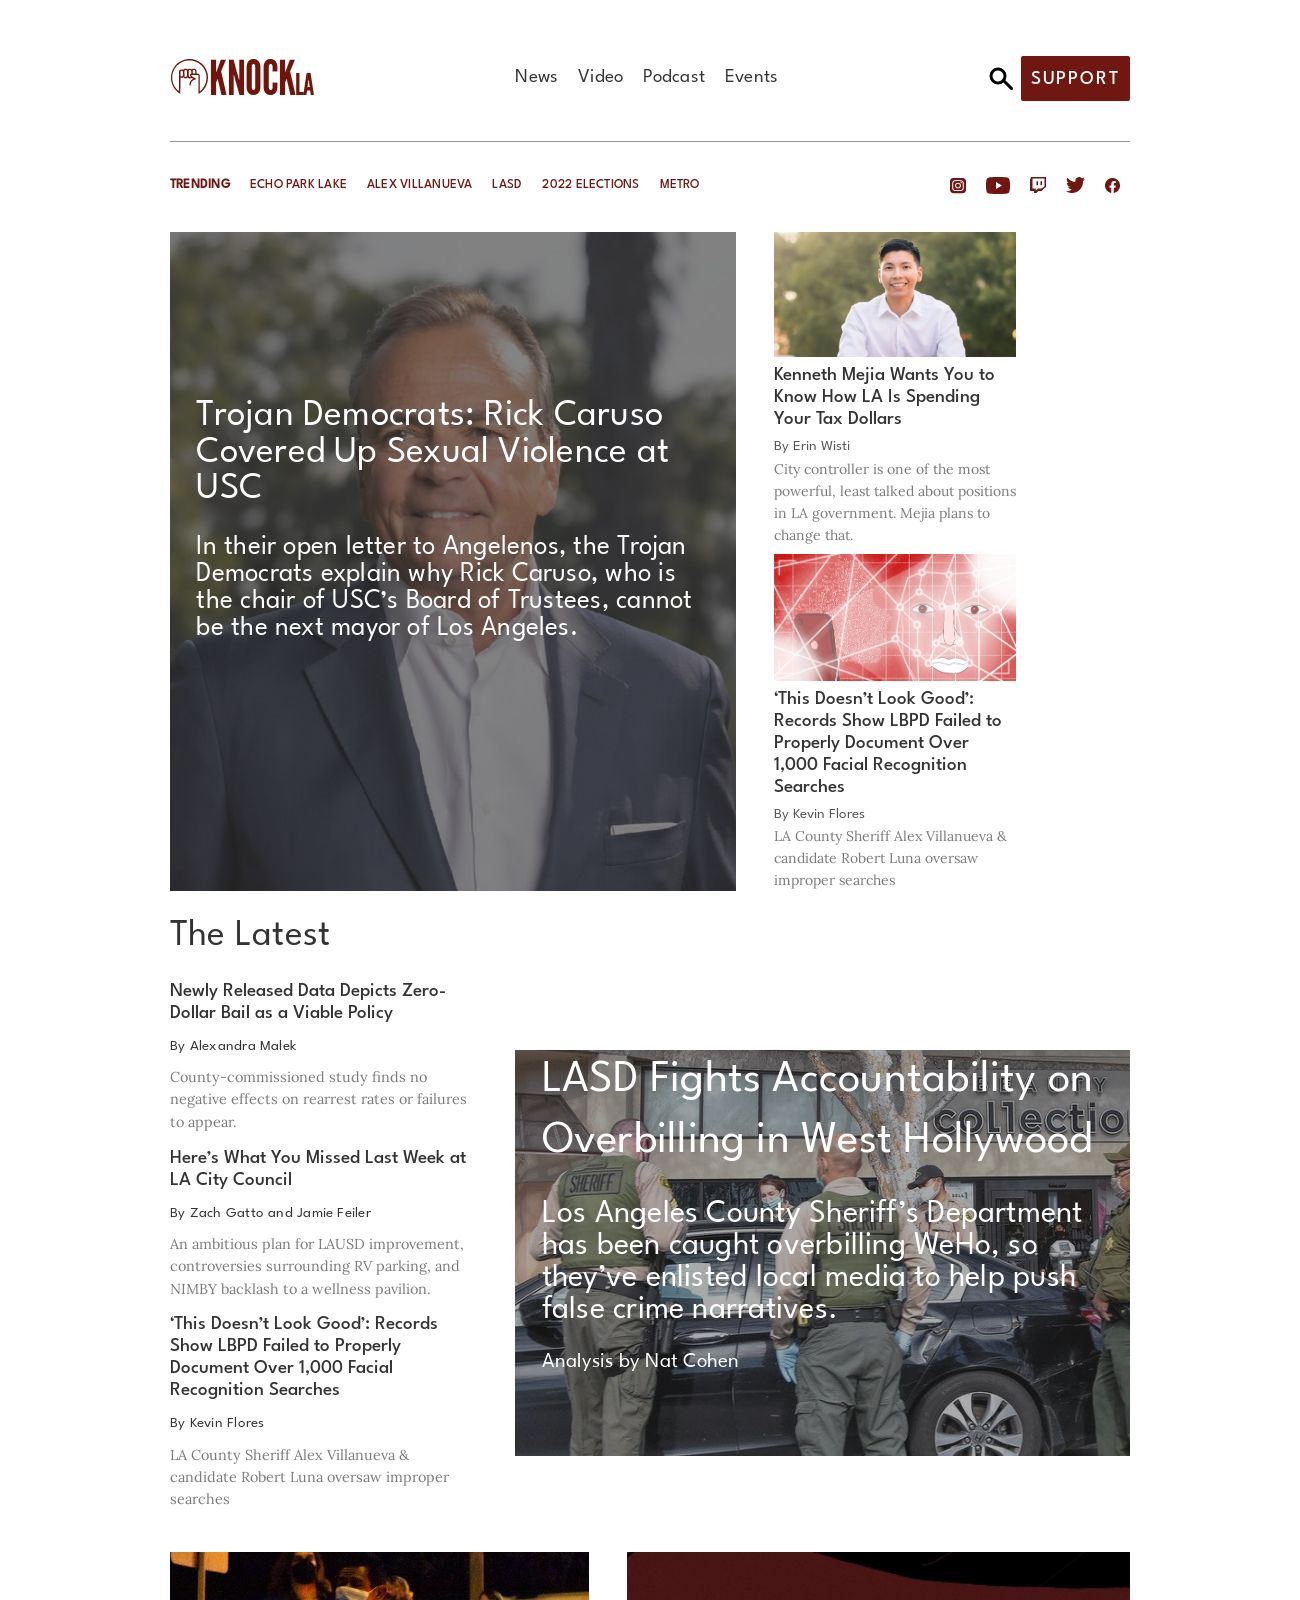 KNOCKLA
News Video Podcast Events
SUPPORT
TRENDING ECHO PARK LAKE ALEX VILLANUEVA LASD 2022 ELECTIONS METRO
Trojan Democrats: Rick Caruso
Covered Up Sexual Violence at
USC
In their open letter to Angelenos, the Trojan
Democrats explain why Rick Caruso, who is
the chair of USC’s Board of Trustees, cannot
be the next mayor of Los Angeles.
Kenneth Mejia Wants You to
Know How LA Is Spending
Your Tax Dollars
By Erin Wisti
City controller is one of the most
powerful, least talked about positions
in LA government. Mejia plans to
change that.
‘This Doesn’t Look Good’:
Records Show LBPD Failed to
Properly Document Over
1,000 Facial Recognition
Searches
By Kevin Flores
LA County Sheriff Alex Villanueva &
candidate Robert Luna oversaw
improper searches
The Latest
Newly Released Data Depicts Zero-
Dollar Bail as a Viable Policy
By Alexandra Malek
County-commissioned study finds no
negative effects on rearrest rates or failures
to appear.
Here’s What You Missed Last Week at
LA City Council
By Zach Gatto and Jamie Feiler
An ambitious plan for LAUSD improvement,
controversies surrounding RV parking, and
NIMBY backlash to a wellness pavilion.
‘This Doesn’t Look Good’: Records
Show LBPD Failed to Properly
Document Over 1,000 Facial
Recognition Searches
By Kevin Flores
LA County Sheriff Alex Villanueva &
candidate Robert Luna oversaw improper
searches
LASD Fights Accountability on
Overbilling in West Hollywood
Los Angeles County Sheriff’s Department
has been caught overbilling WeHo, so
they’ve enlisted local media to help push
false crime narratives.
Analysis by Nat Cohen
collectio
SHERIFF